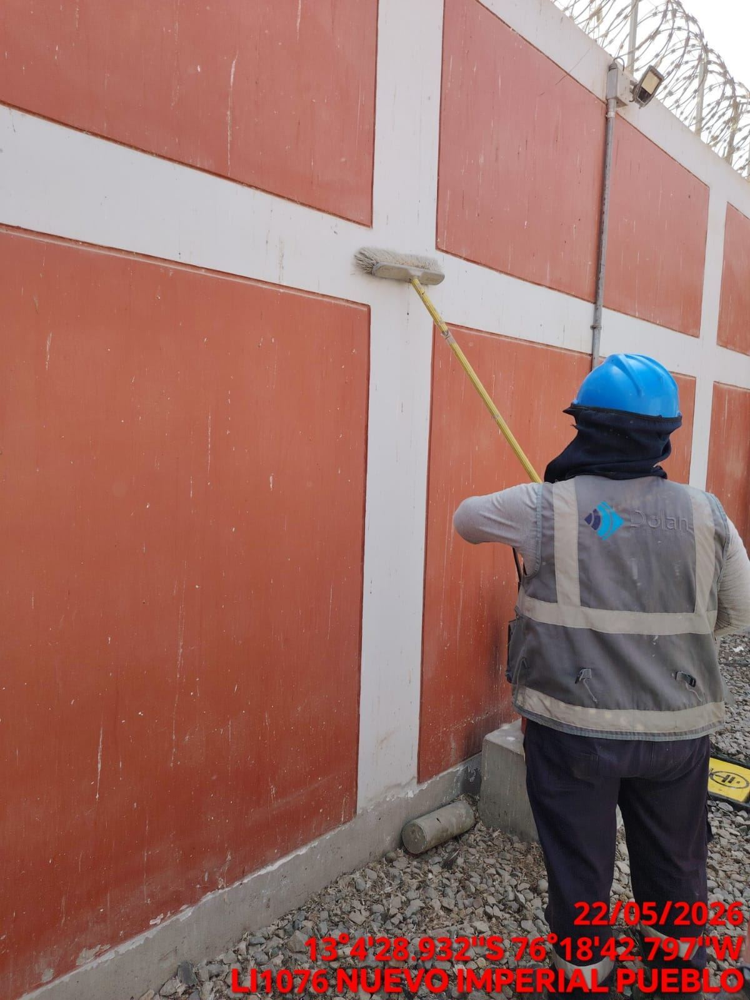 Dolan
22/05/2026
13°4'28.932"S 76°18'42.797"W
LI1076 NUEVO IMPERIAL PUEBLO